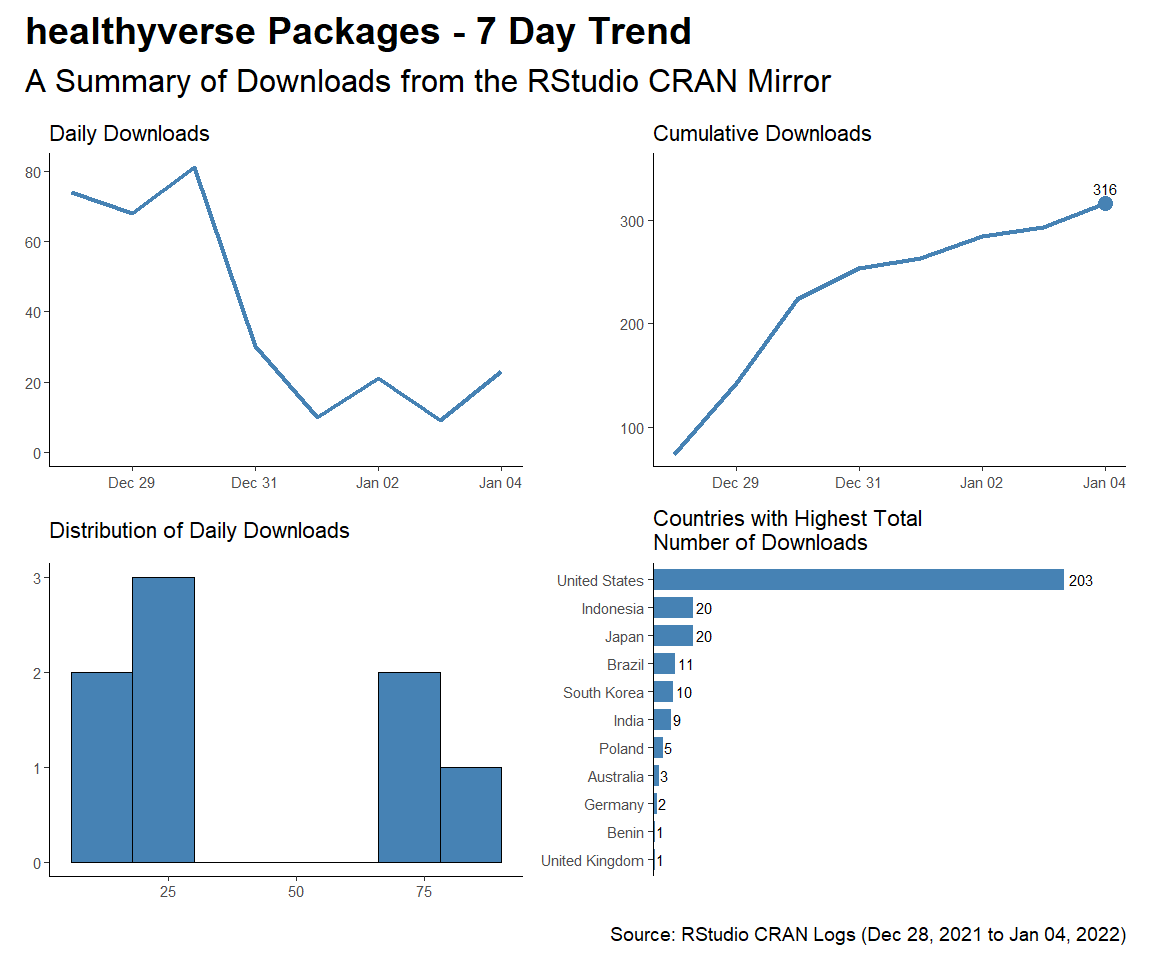 healthyverse Packages - 7 Day Trend
A Summary of Downloads from the RStudio CRAN Mirror
Daily Downloads
80
60
40
20
0
Dec 29 Dec 31 Jan 02 Jan 04
Cumulative Downloads
316
300
200
100
Dec 29 Dec 31 Jan 02 Jan 04
Distribution of Daily Downloads
3
2
1
0
25 50 75
Countries with Highest Total
Number of Downloads
United States 203
Indonesia 20
Japan 20
Brazil 11
South Korea 10
India 9
Poland 5
Australia 3
Germany 2
Benin 1
United Kingdom 1
Source: RStudio CRAN Logs (Dec 28, 2021 to Jan 04, 2022)